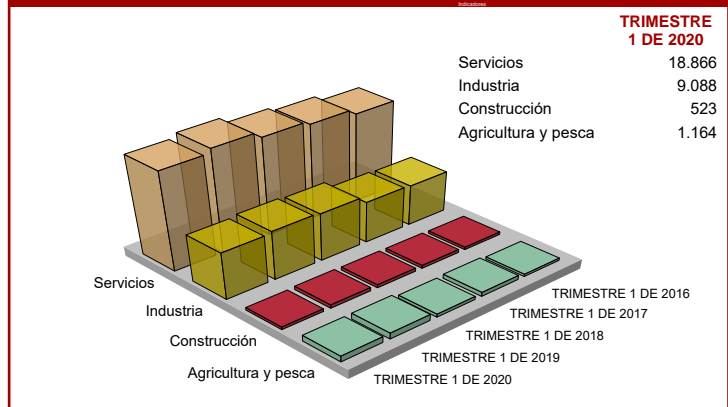 Indicadores
TRIMESTRE
1 DE 2020
Servicios 18.866
Industria 9.088
Construcción 523
Agricultura y pesca 1.164
Servicios
Industria
Construcción
Agricultura y pesca
TRIMESTRE 1 DE 2016
TRIMESTRE 1 DE 2017
TRIMESTRE 1 DE 2018
TRIMESTRE 1 DE 2019
TRIMESTRE 1 DE 2020